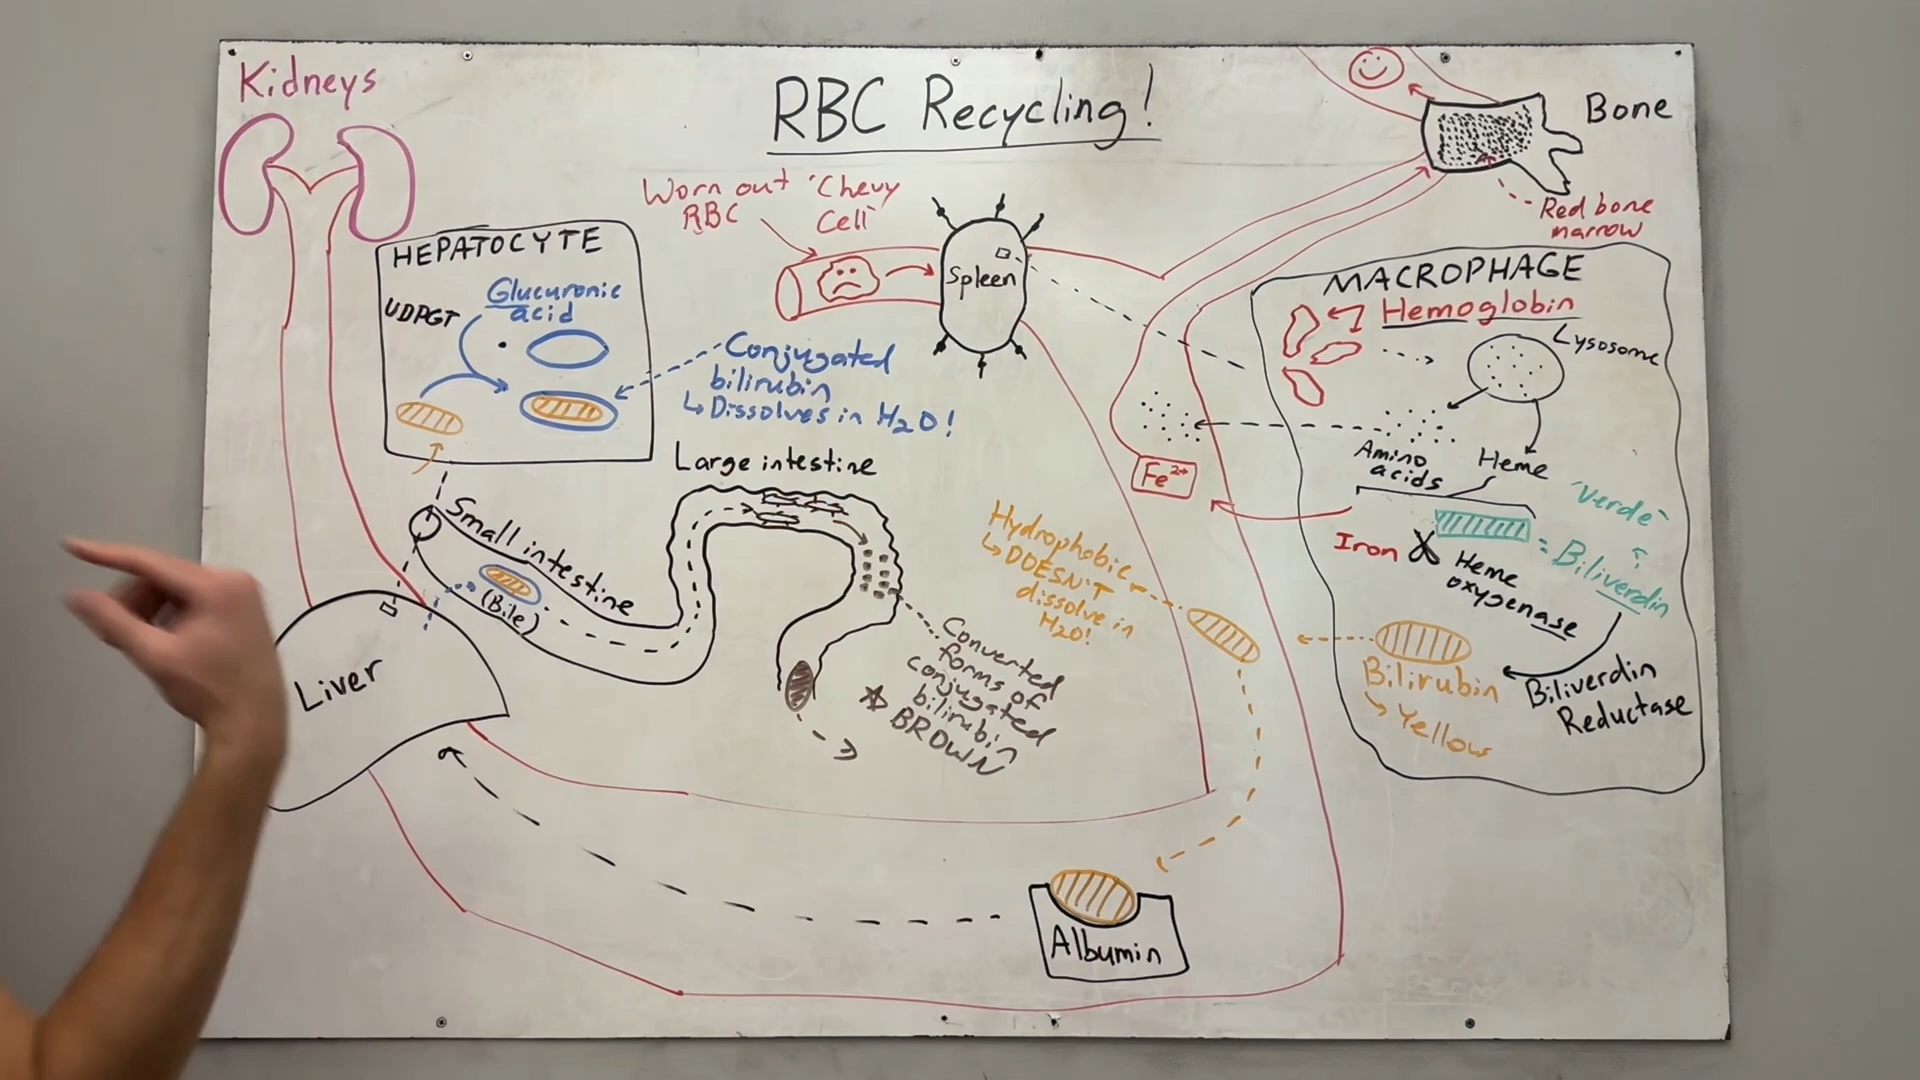 Kidneys
RBC Recycling!
Bone
Red bone
marrow
Worn out "Chevy
RBC Cell"
Spleen
HEPATOCYTE
UDPGT
Glucuronic
acid
Conjugated
bilirubin
↳ Dissolves in H₂O!
MACROPHAGE
Hemoglobin
Lysosome
Amino
acids
Heme
Fe²⁺
"Verde"
Iron
Heme
oxygenase
= Biliverdin
Bilirubin
↳ Yellow
Biliverdin
Reductase
Large intestine
Small intestine
(Bile)
Hydrophobic
↳ DOESN'T
dissolve in
H₂O!
Converted
forms of
conjugated
bilirubin
☆ BROWN
Liver
Albumin